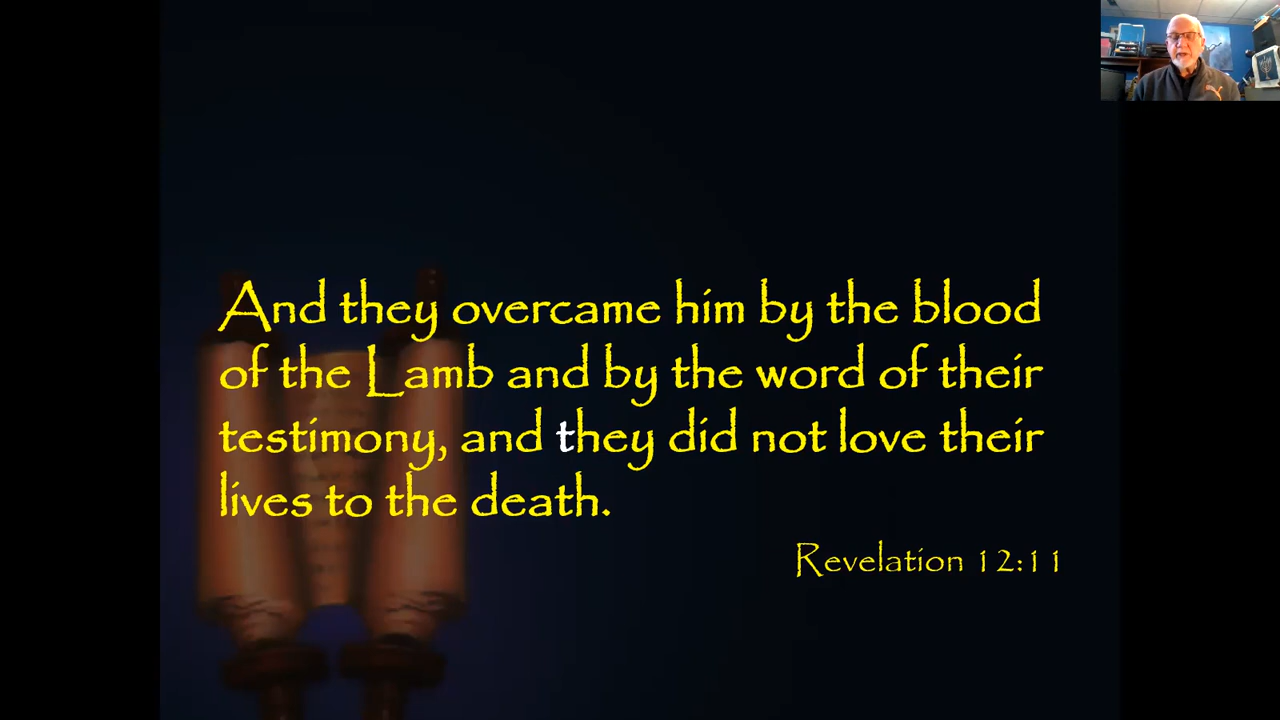 And they overcame him by the blood
of the Lamb and by the word of their
testimony, and they did not love their
lives to the death.
Revelation 12:11